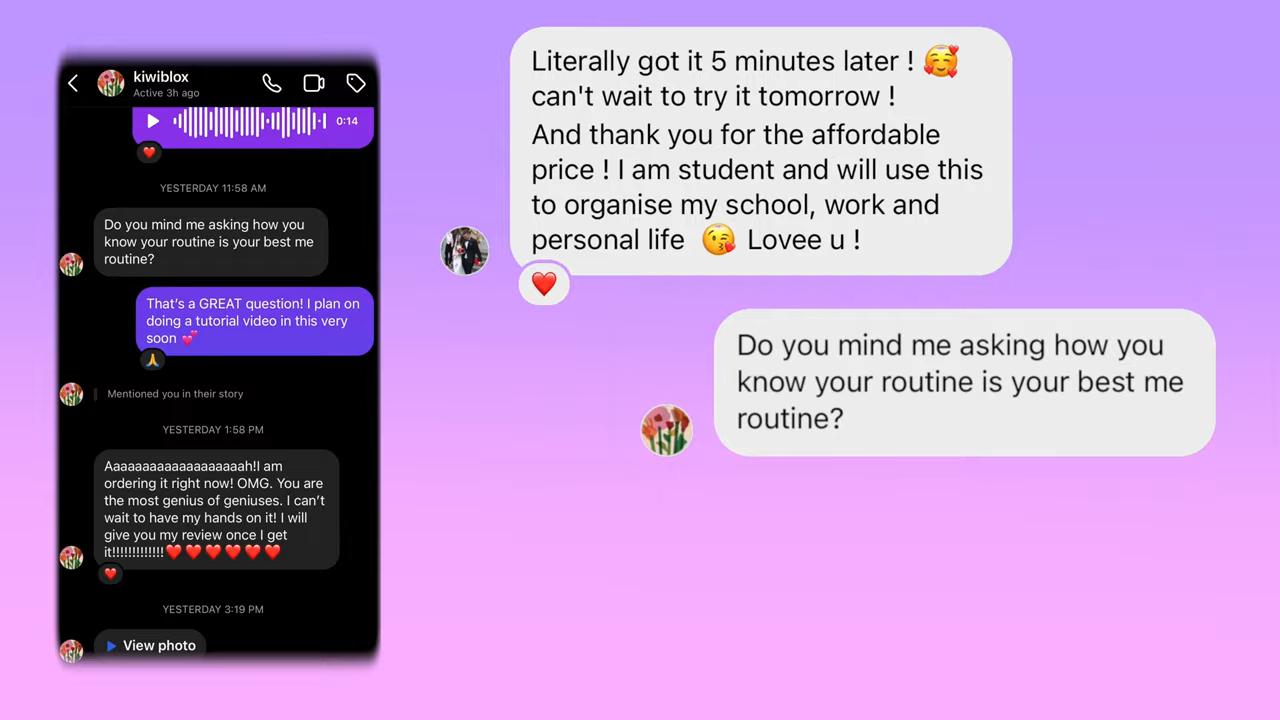 kiwiblox
Active 3h ago
0:14
YESTERDAY 11:58 AM
Do you mind me asking how you
know your routine is your best me
routine?
That's a GREAT question! I plan on
doing a tutorial video in this very
soon 💕
🙏
Mentioned you in their story
YESTERDAY 1:58 PM
Aaaaaaaaaaaaaaaaaah!I am
ordering it right now! OMG. You are
the most genius of geniuses. I can't
wait to have my hands on it! I will
give you my review once I get
it!!!!!!!!!!!!!❤️❤️❤️❤️❤️❤️
YESTERDAY 3:19 PM
View photo
Literally got it 5 minutes later ! 🥰
can't wait to try it tomorrow !
And thank you for the affordable
price ! I am student and will use this
to organise my school, work and
personal life 😘 Lovee u !
Do you mind me asking how you
know your routine is your best me
routine?